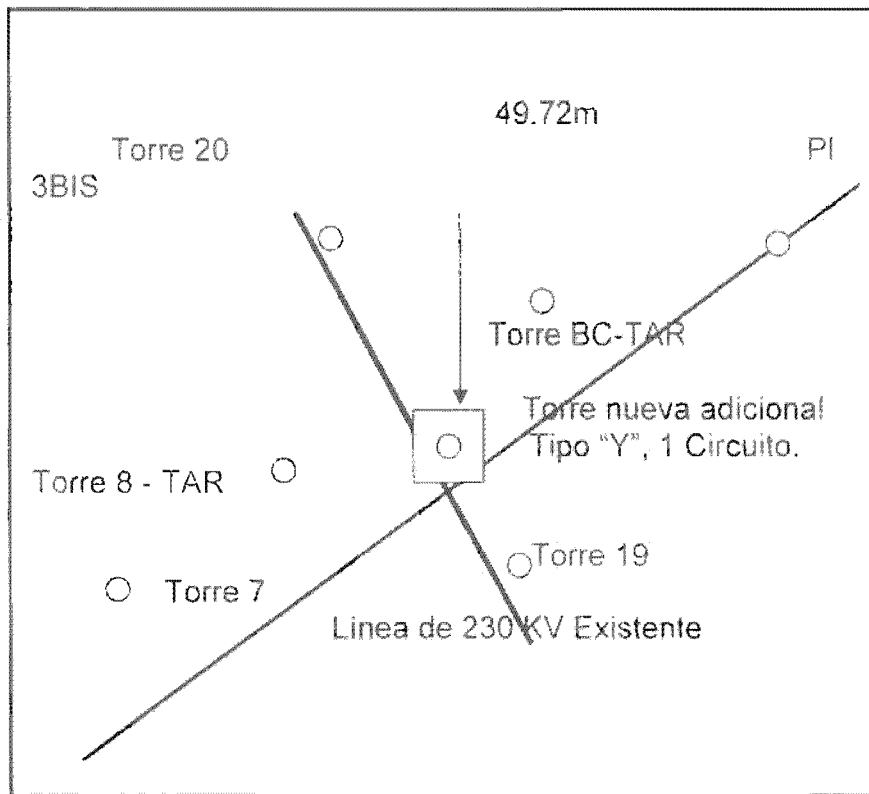 49.72m
Torre 20
PI
3BIS
Torre BC-TAR
Torre nueva adicional
Tipo “Y”, 1 Circuito.
Torre 8 - TAR
Torre 19
Torre 7
Linea de 230 KV Existente